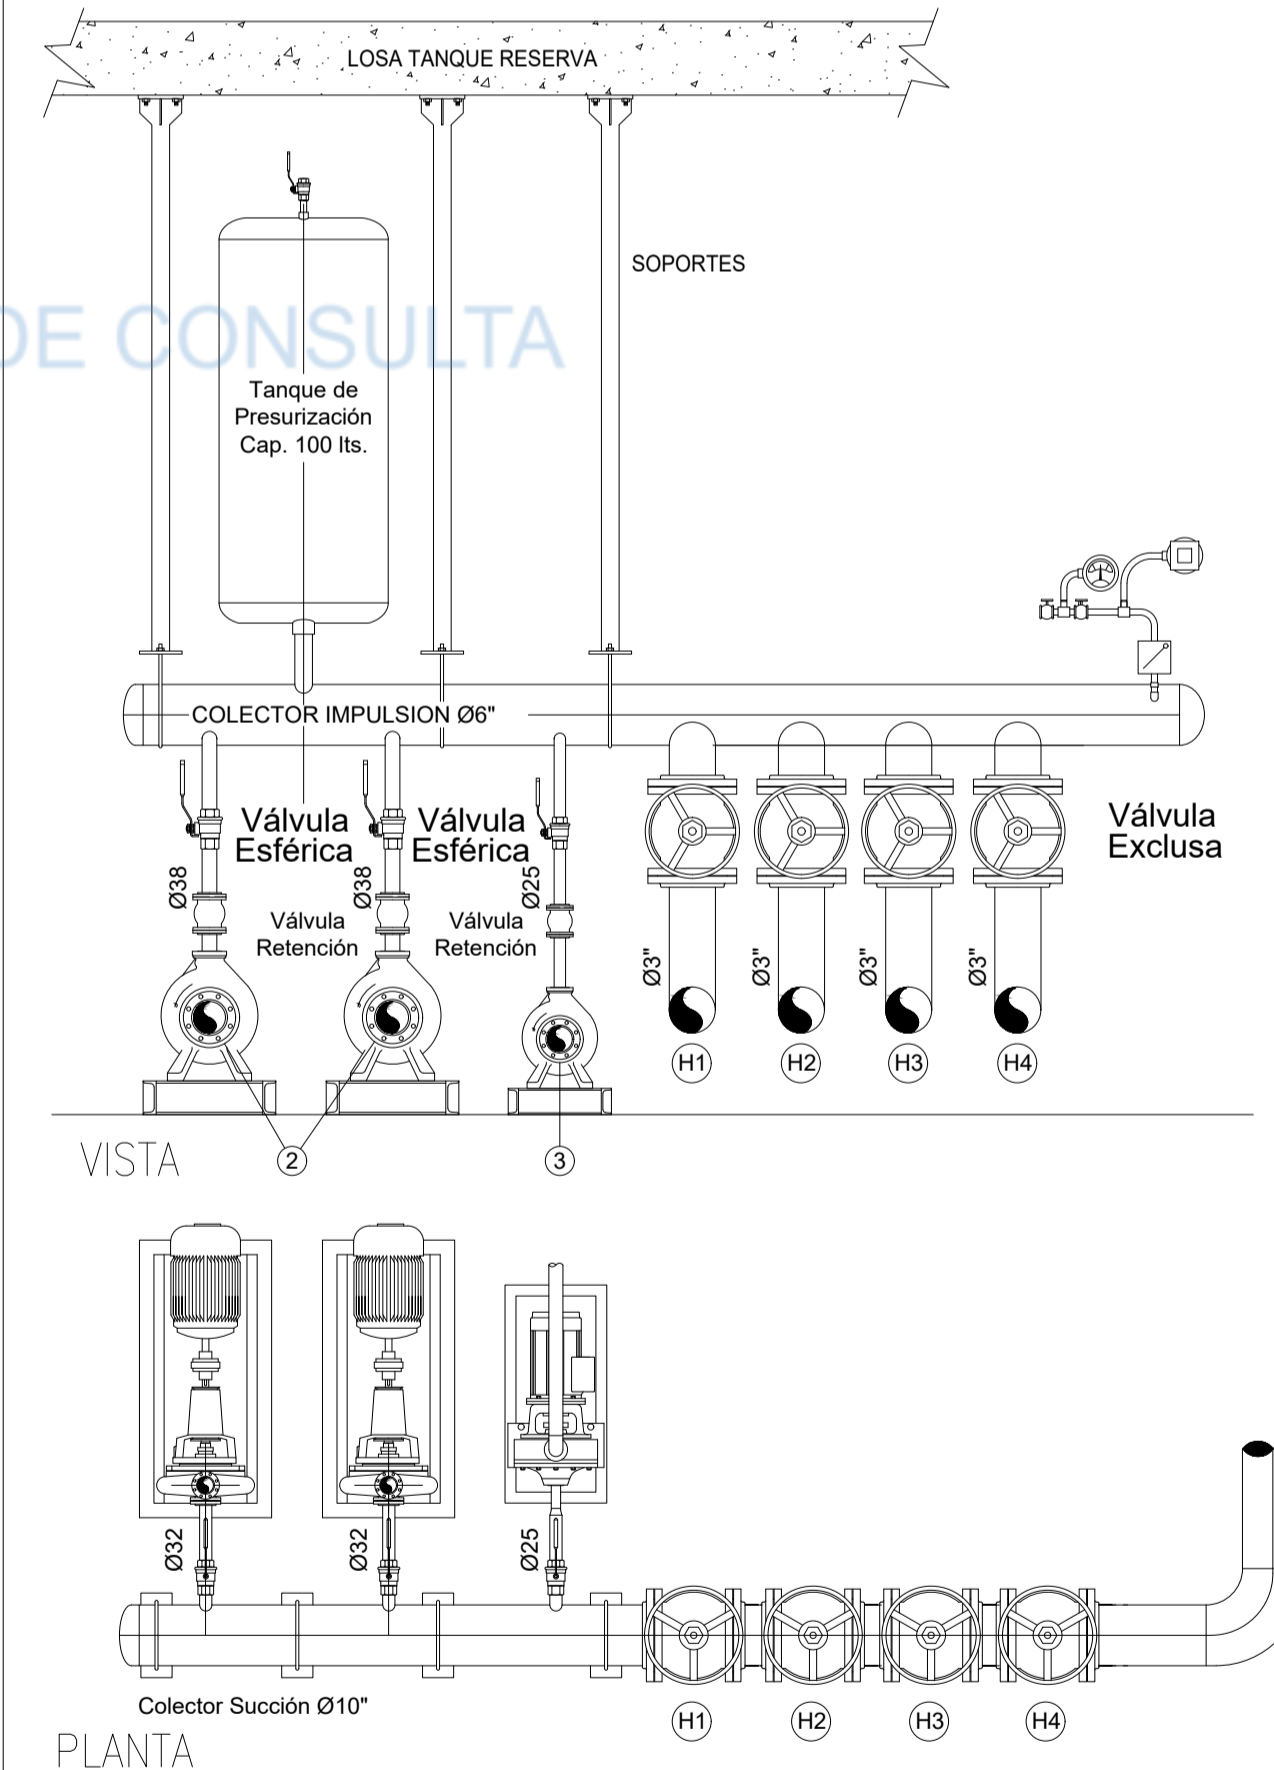 LOSA TANQUE RESERVA
SOPORTES
DE CONSULTA
Tanque de
Presurización
Cap. 100 lts.
COLECTOR IMPULSION Ø6"
Válvula
Esférica
Válvula
Esférica
Válvula
Exclusa
Ø38
Ø38
Ø25
Válvula
Retención
Válvula
Retención
Ø3"
Ø3"
Ø3"
Ø3"
H1
H2
H3
H4
VISTA
2
3
Ø32
Ø32
Ø25
Colector Succión Ø10"
H1
H2
H3
H4
PLANTA